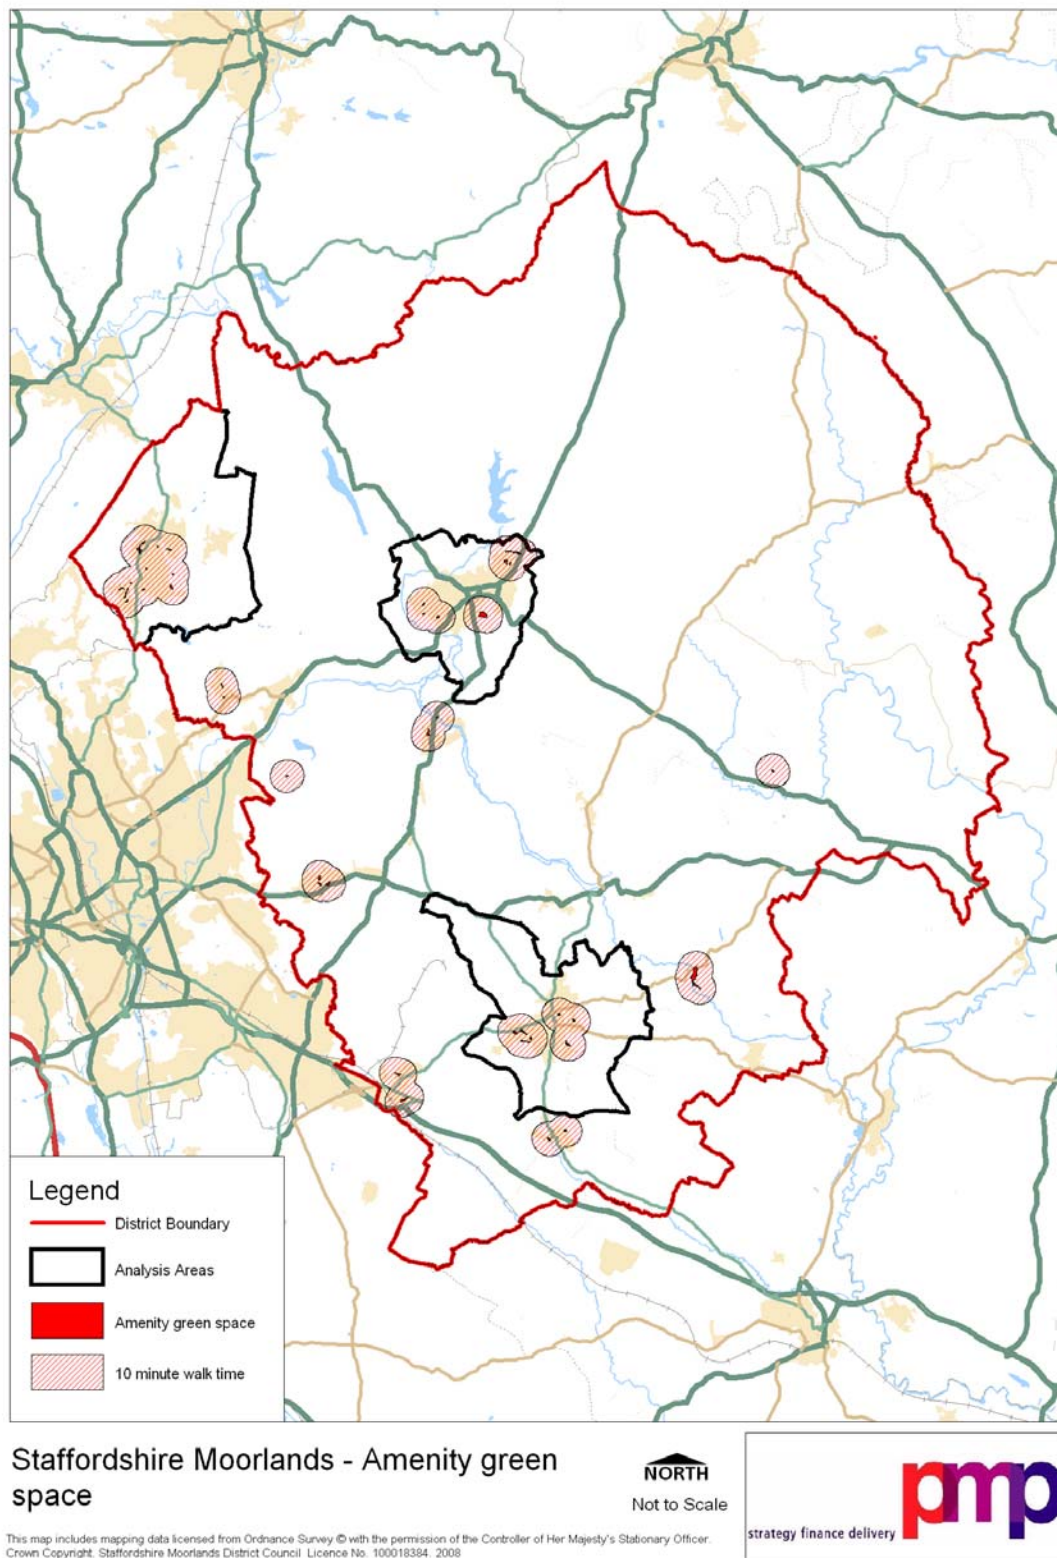 Legend
District Boundary
Analysis Areas
Amenity green space
10 minute walk time
Staffordshire Moorlands - Amenity green
space
NORTH
Not to Scale
pmp
strategy finance delivery
This map includes mapping data licensed from Ordnance Survey © with the permission of the Controller of Her Majesty's Stationary Officer.
Crown Copyright. Staffordshire Moorlands District Council Licence No. 100018384. 2008